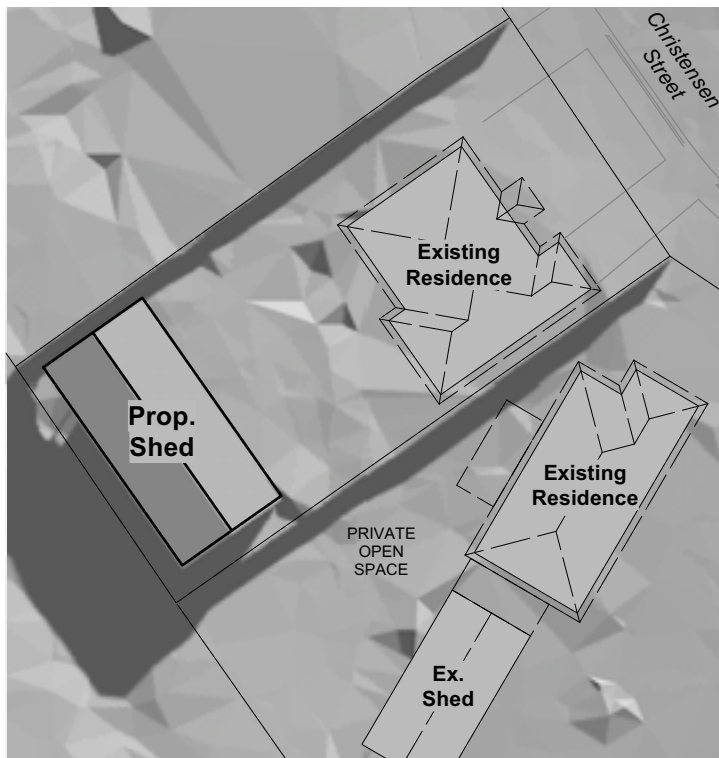 Christensen
Street
Existing
Residence
Prop.
Shed
Existing
Residence
PRIVATE
OPEN
SPACE
Ex.
Shed